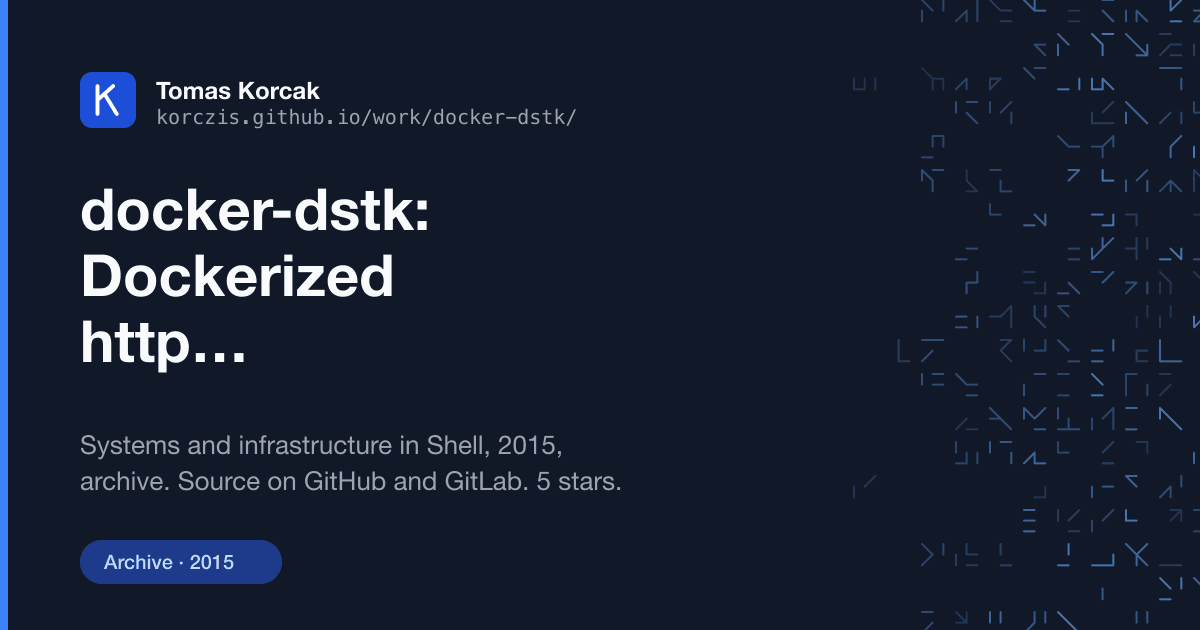 K
Tomas Korcak
korczis.github.io/work/docker-dstk/
docker-dstk:
Dockerized
http...
Systems and infrastructure in Shell, 2015,
archive. Source on GitHub and GitLab. 5 stars.
Archive · 2015